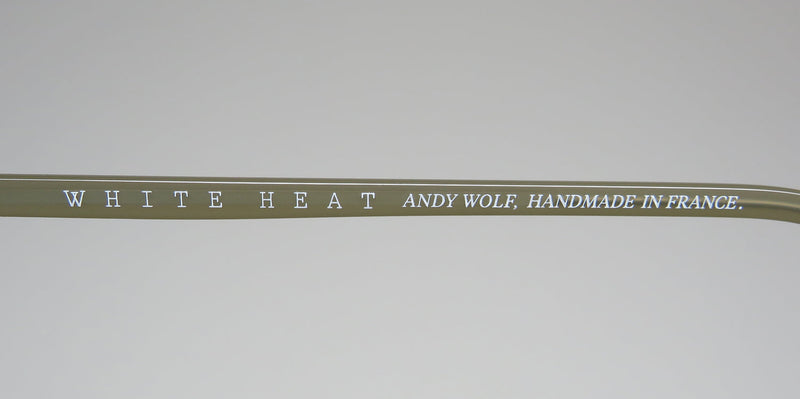 WHITE HEAT ANDY WOLF, HANDMADE IN FRANCE.